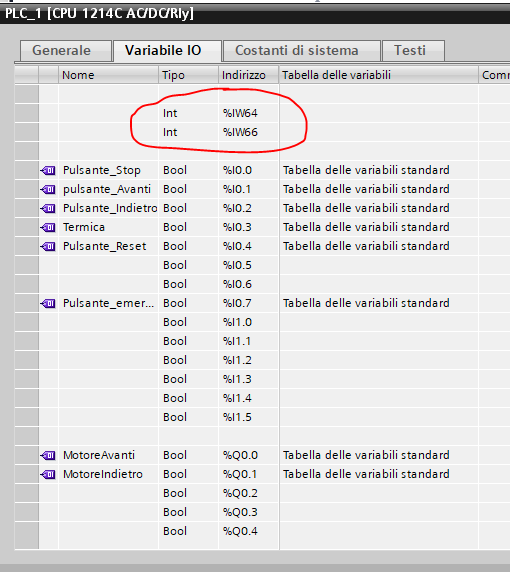 PLC_1 [CPU 1214C AC/DC/Rly]
Generale Variabile IO Costanti di sistema Testi
Nome Tipo Indirizzo Tabella delle variabili Comm
Int %IW64
Int %IW66
Pulsante_Stop Bool %I0.0 Tabella delle variabili standard
pulsante_Avanti Bool %I0.1 Tabella delle variabili standard
Pulsante_Indietro Bool %I0.2 Tabella delle variabili standard
Termica Bool %I0.3 Tabella delle variabili standard
Pulsante_Reset Bool %I0.4 Tabella delle variabili standard
Bool %I0.5
Bool %I0.6
Pulsante_emer... Bool %I0.7 Tabella delle variabili standard
Bool %I1.0
Bool %I1.1
Bool %I1.2
Bool %I1.3
Bool %I1.4
Bool %I1.5
MotoreAvanti Bool %Q0.0 Tabella delle variabili standard
MotoreIndietro Bool %Q0.1 Tabella delle variabili standard
Bool %Q0.2
Bool %Q0.3
Bool %Q0.4